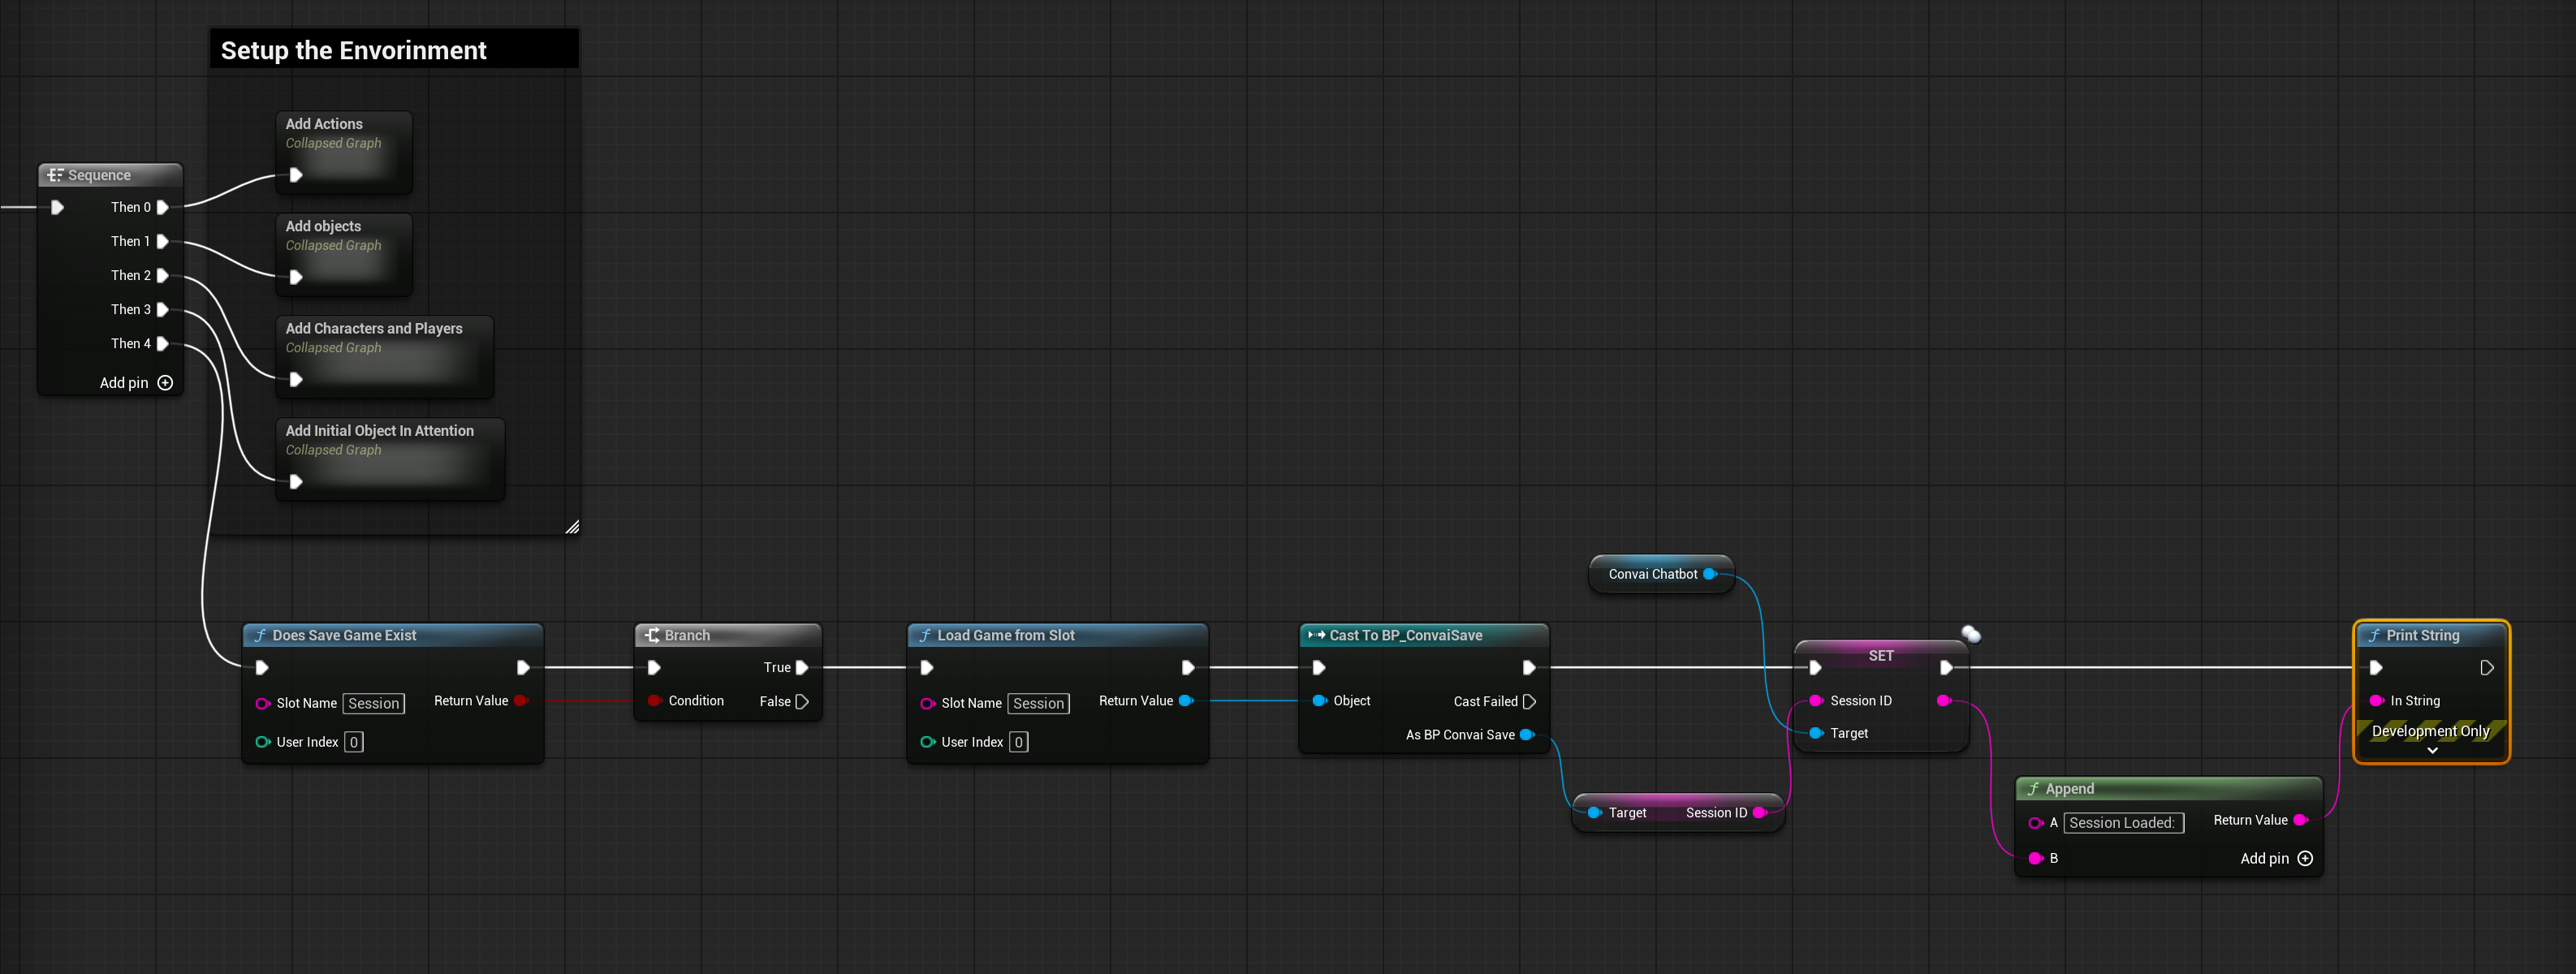 Setup the Envorinment
Add Actions
Collapsed Graph
Sequence
Then 0
Add objects
Collapsed Graph
Then 1
Then 2
Then 3
Add Characters and Players
Collapsed Graph
Then 4
Add pin
Add Initial Object In Attention
Collapsed Graph
Convai Chatbot
Does Save Game Exist
Slot Name Session Return Value
User Index 0
Branch
True
Condition False
Load Game from Slot
Slot Name Session Return Value
User Index 0
Cast To BP_ConvaiSave
Object Cast Failed
As BP Convai Save
Target Session ID
SET
Session ID
Target
Append
A Session Loaded: Return Value
B Add pin
Print String
In String
Development Only